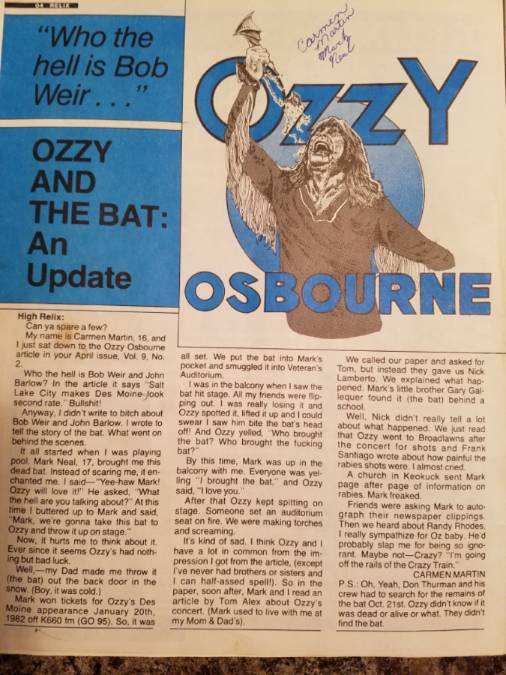 64 RELIX
"Who the
hell is Bob
Weir . . ."
OZZY
AND
THE BAT:
An
Update
Carmen
Martin
Mark
Neal
OZZY
OSBOURNE
High Relix:
Can ya spare a few?
My name is Carmen Martin, 16, and
I just sat down to the Ozzy Osbourne
article in your April issue, Vol. 9, No.
2.
Who the hell is Bob Weir and John
Barlow? In the article it says "Salt
Lake City makes Des Moine look
second rate." Bullshit!
Anyway, I didn't write to bitch about
Bob Weir and John Barlow. I wrote to
tell the story of the bat. What went on
behind the scenes.
It all started when I was playing
pool. Mark Neal, 17, brought me this
dead bat. Instead of scaring me, it en-
chanted me. I said—"Yee-haw Mark!
Ozzy will love it!" He asked, "What
the hell are you talking about?" At this
time I buttered up to Mark and said,
"Mark, we're gonna take this bat to
Ozzy and throw it up on stage."
Now, it hurts me to think about it.
Ever since it seems Ozzy's had noth-
ing but bad luck.
Well,—my Dad made me throw it
(the bat) out the back door in the
snow. (Boy, it was cold.)
Mark won tickets for Ozzy's Des
Moine appearance January 20th,
1982 off K660 fm (GO 95). So, it was
all set. We put the bat into Mark's
pocket and smuggled it into Veteran's
Auditorium.
I was in the balcony when I saw the
bat hit stage. All my friends were flip-
ping out. I was really losing it and
Ozzy spotted it, lifted it up and I could
swear I saw him bite the bat's head
off! And Ozzy yelled, "Who brought
the bat? Who brought the fucking
bat?"
By this time, Mark was up in the
balcony with me. Everyone was yel-
ling "I brought the bat," and Ozzy
said, "I love you."
After that Ozzy kept spitting on
stage. Someone set an auditorium
seat on fire. We were making torches
and screaming.
It's kind of sad. I think Ozzy and I
have a lot in common from the im-
pression I got from the article, (except
I've never had brothers or sisters and
I can half-assed spell!). So in the
paper, soon after, Mark and I read an
article by Tom Alex about Ozzy's
concert. (Mark used to live with me at
my Mom & Dad's).
We called our paper and asked for
Tom, but instead they gave us Nick
Lamberto. We explained what hap-
pened. Mark's little brother Gary Gal-
lequer found it (the bat) behind a
school.
Well, Nick didn't really tell a lot
about what happened. We just read
that Ozzy went to Broadlawns after
the concert for shots and Frank
Santiago wrote about how painful the
rabies shots were. I almost cried.
A church in Keokuck sent Mark
page after page of information on
rabies. Mark freaked.
Friends were asking Mark to auto-
graph their newspaper clippings.
Then we heard about Randy Rhodes.
I really sympathize for Oz baby. He'd
probably slap me for being so igno-
rant. Maybe not—Crazy? "I'm going
off the rails of the Crazy Train."
CARMEN MARTIN
P.S.: Oh, Yeah, Don Thurman and his
crew had to search for the remains of
the bat Oct. 21st. Ozzy didn't know if it
was dead or alive or what. They didn't
find the bat.